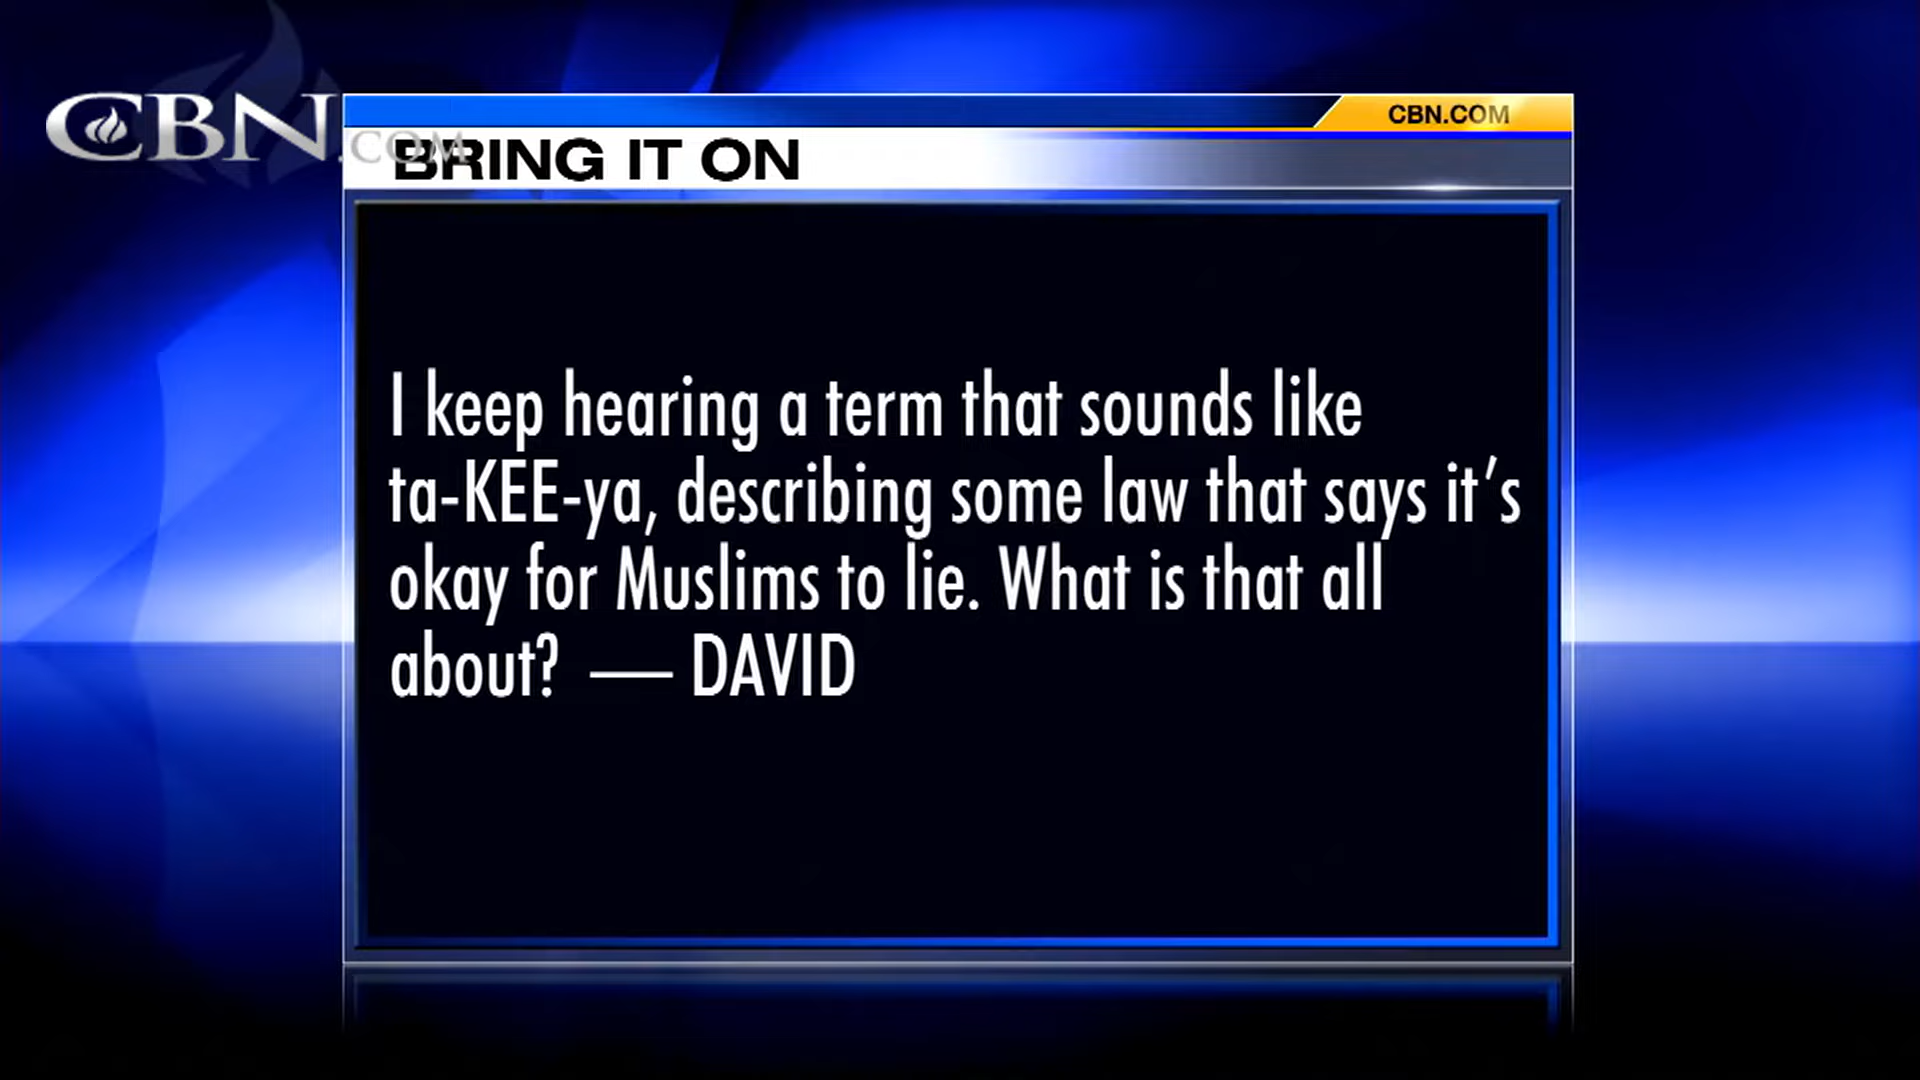 CBN.COM
CBN.COM
BRING IT ON
I keep hearing a term that sounds like
ta-KEE-ya, describing some law that says it's
okay for Muslims to lie. What is that all
about? — DAVID